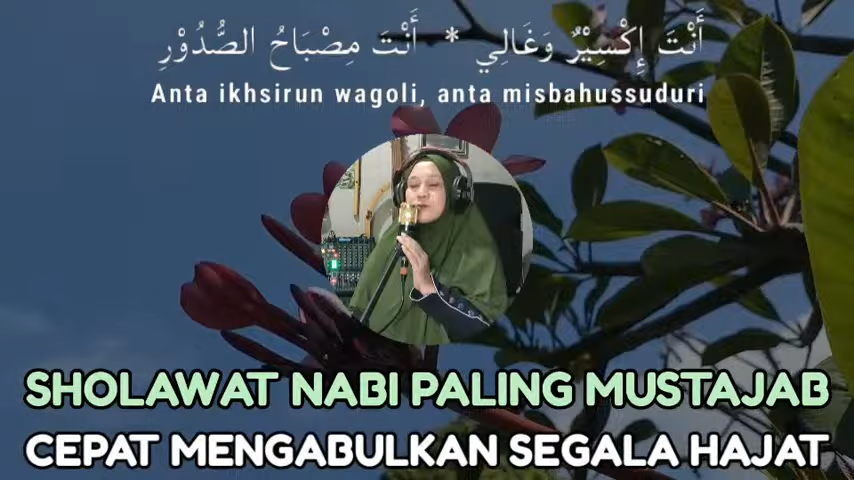 أَنْتَ إِكْسِيْرٌ وَغَالِي * أَنْتَ مِصْبَاحُ الصُّدُوْرِ
Anta ikhsirun wagoli, anta misbahussuduri
SHOLAWAT NABI PALING MUSTAJAB
CEPAT MENGABULKAN SEGALA HAJAT